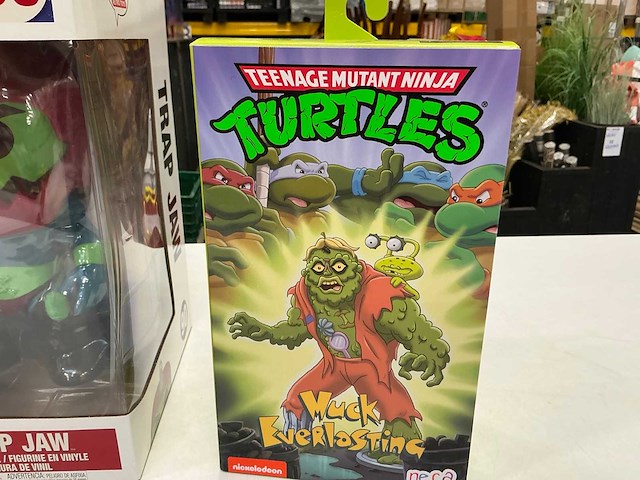 TEENAGE MUTANT NINJA
TURTLES
Muck
Everlasting
nickelodeon
neca
TRAP JAW
P JAW
/ FIGURINE EN VINYLE
URA DE VINIL